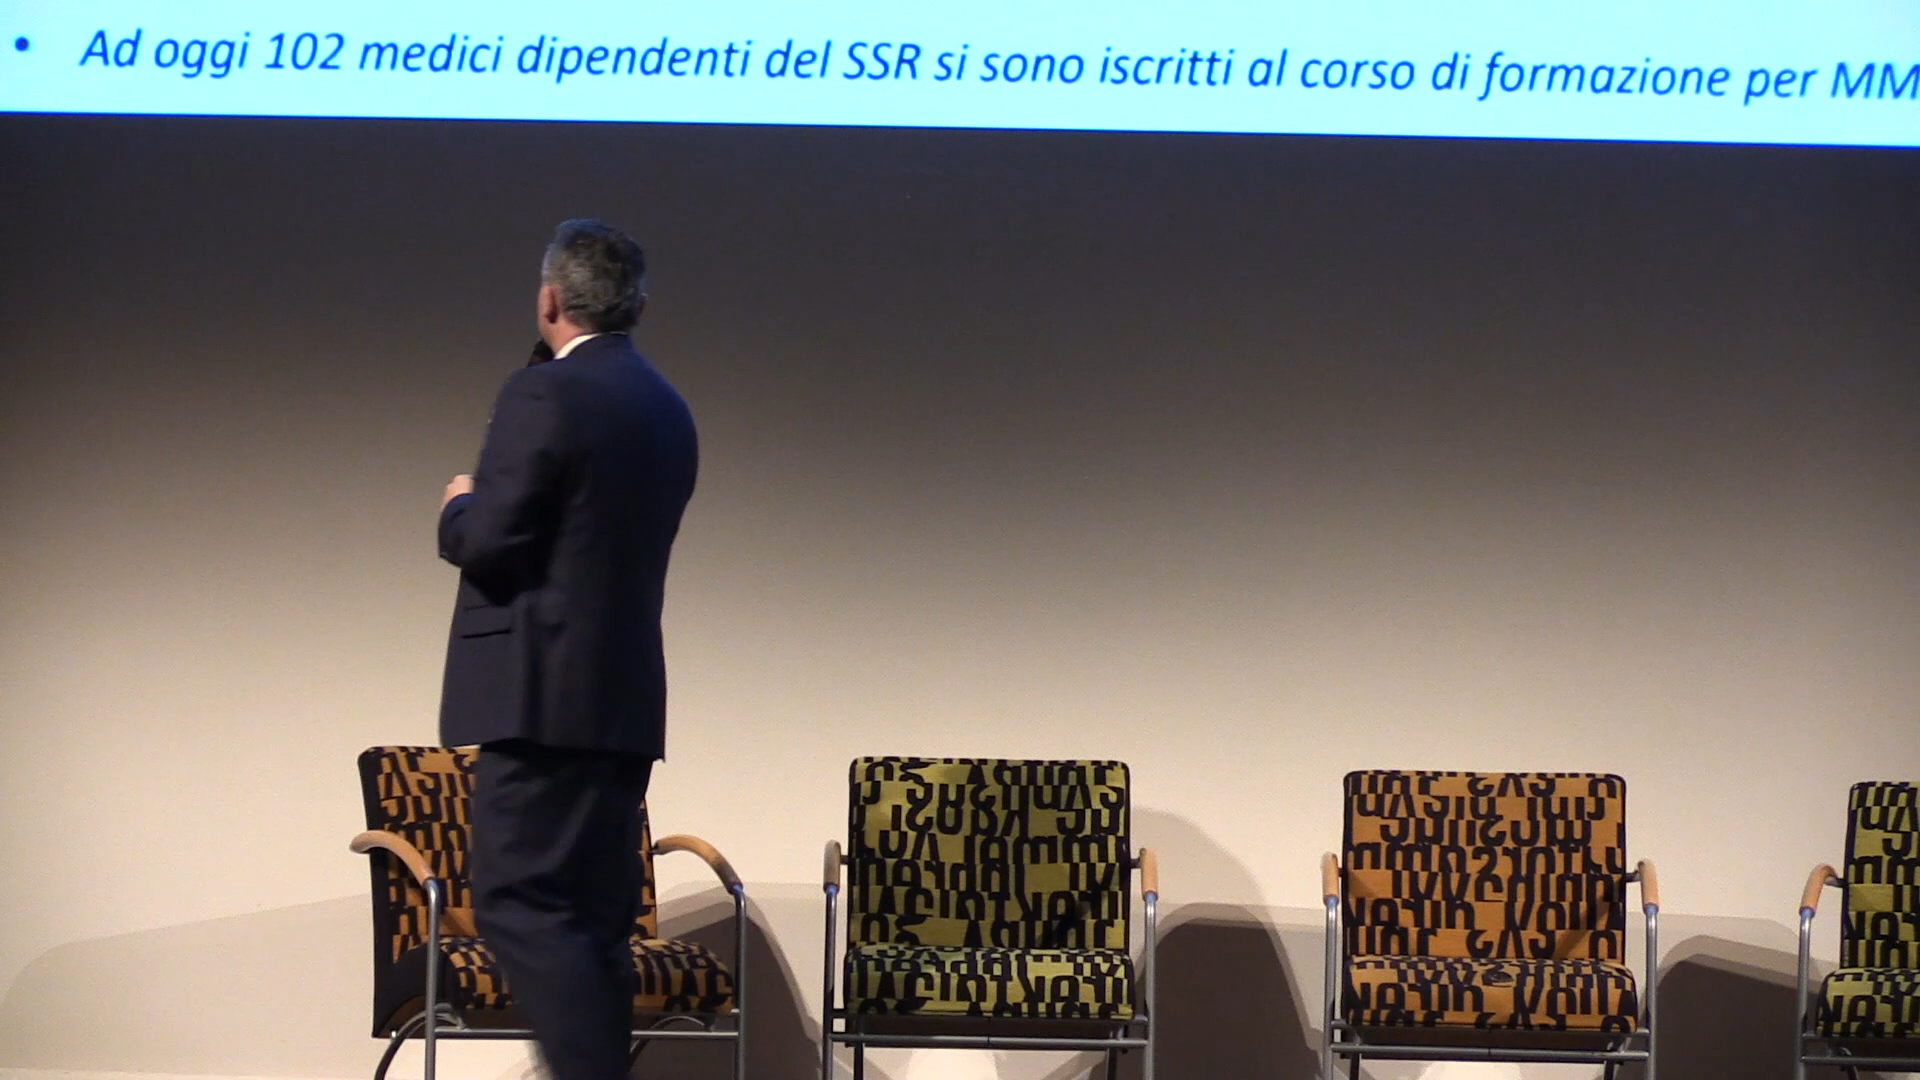 • Ad oggi 102 medici dipendenti del SSR si sono iscritti al corso di formazione per MM